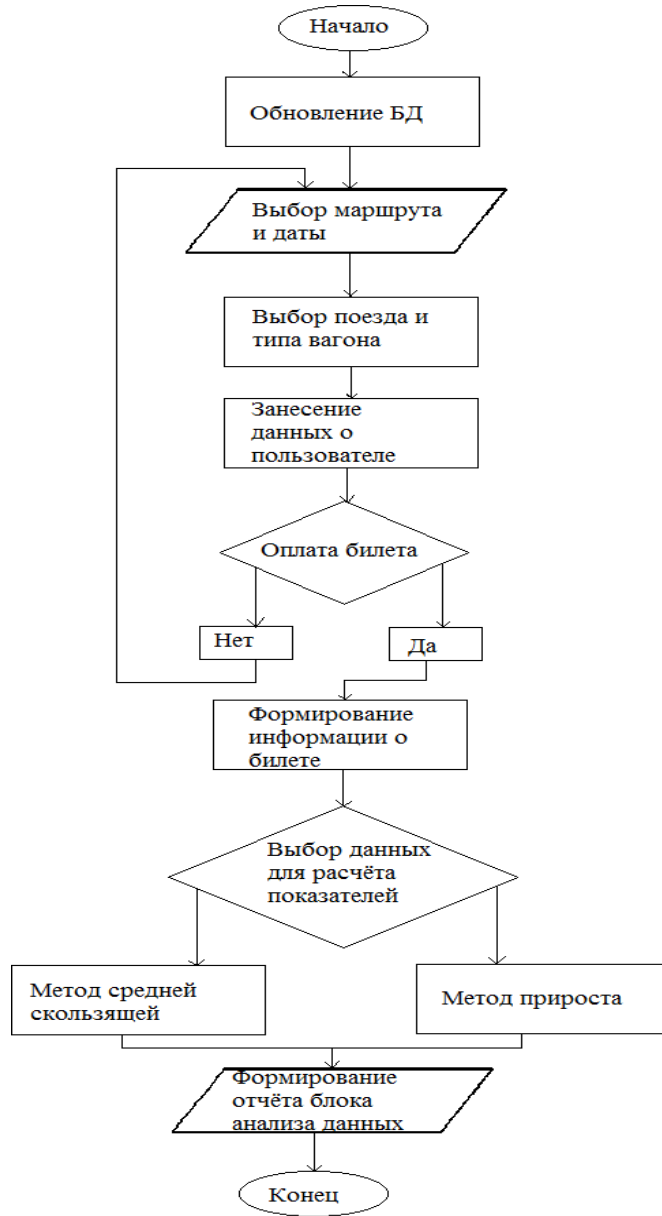 Начало
Обновление БД
Выбор маршрута
и даты
Выбор поезда и
типа вагона
Занесение
данных о
пользователе
Оплата билета
Нет
Да
Формирование
информации о
билете
Выбор данных
для расчёта
показателей
Метод средней
скользящей
Метод прироста
Формирование
отчёта блока
анализа данных
Конец